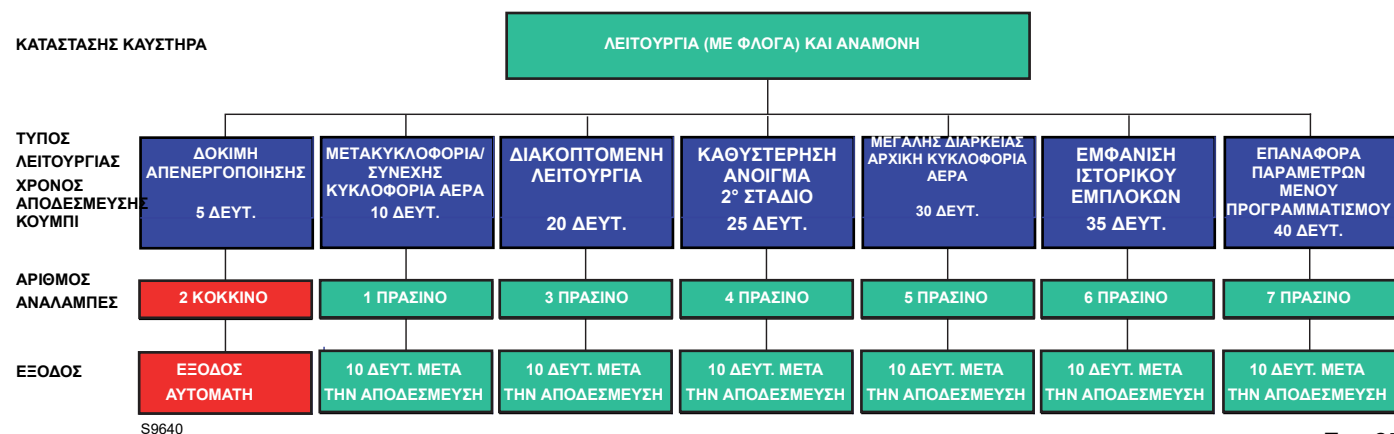 ΚΑΤΑΣΤΑΣΗΣ ΚΑΥΣΤΗΡΑ
ΛΕΙΤΟΥΡΓΙΑ (ΜΕ ΦΛΟΓΑ) ΚΑΙ ΑΝΑΜΟΝΗ
ΤΥΠΟΣ
ΛΕΙΤΟΥΡΓΙΑΣ
ΧΡΟΝΟΣ
ΑΠΟΔΕΣΜΕΥΣΗΣ
ΚΟΥΜΠΙ
ΔΟΚΙΜΗ
ΑΠΕΝΕΡΓΟΠΟΙΗΣΗΣ
5 ΔΕΥΤ.
ΜΕΤΑΚΥΚΛΟΦΟΡΙΑ/
ΣΥΝΕΧΗΣ
ΚΥΚΛΟΦΟΡΙΑ ΑΕΡΑ
10 ΔΕΥΤ.
ΔΙΑΚΟΠΤΟΜΕΝΗ
ΛΕΙΤΟΥΡΓΙΑ
20 ΔΕΥΤ.
ΚΑΘΥΣΤΕΡΗΣΗ
ΑΝΟΙΓΜΑ
2° ΣΤΑΔΙΟ
25 ΔΕΥΤ.
ΜΕΓΑΛΗΣ ΔΙΑΡΚΕΙΑΣ
ΑΡΧΙΚΗ ΚΥΚΛΟΦΟΡΙΑ
ΑΕΡΑ
30 ΔΕΥΤ.
ΕΜΦΑΝΙΣΗ
ΙΣΤΟΡΙΚΟΥ
ΕΜΠΛΟΚΩΝ
35 ΔΕΥΤ.
ΕΠΑΝΑΦΟΡΑ
ΠΑΡΑΜΕΤΡΩΝ
ΜΕΝΟΥ
ΠΡΟΓΡΑΜΜΑΤΙΣΜΟΥ
40 ΔΕΥΤ.
ΑΡΙΘΜΟΣ
ΑΝΑΛΑΜΠΕΣ
2 ΚΟΚΚΙΝΟ
1 ΠΡΑΣΙΝΟ
3 ΠΡΑΣΙΝΟ
4 ΠΡΑΣΙΝΟ
5 ΠΡΑΣΙΝΟ
6 ΠΡΑΣΙΝΟ
7 ΠΡΑΣΙΝΟ
ΕΞΟΔΟΣ
ΕΞΟΔΟΣ
ΑΥΤΟΜΑΤΗ
10 ΔΕΥΤ. ΜΕΤΑ
ΤΗΝ ΑΠΟΔΕΣΜΕΥΣΗ
10 ΔΕΥΤ. ΜΕΤΑ
ΤΗΝ ΑΠΟΔΕΣΜΕΥΣΗ
10 ΔΕΥΤ. ΜΕΤΑ
ΤΗΝ ΑΠΟΔΕΣΜΕΥΣΗ
10 ΔΕΥΤ. ΜΕΤΑ
ΤΗΝ ΑΠΟΔΕΣΜΕΥΣΗ
10 ΔΕΥΤ. ΜΕΤΑ
ΤΗΝ ΑΠΟΔΕΣΜΕΥΣΗ
10 ΔΕΥΤ. ΜΕΤΑ
ΤΗΝ ΑΠΟΔΕΣΜΕΥΣΗ
S9640